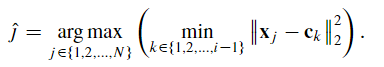 ĵ = arg max_{j∈{1,2,...,N}} ( min_{k∈{1,2,...,i−1}} ‖x_j − c_k‖_2^2 ).